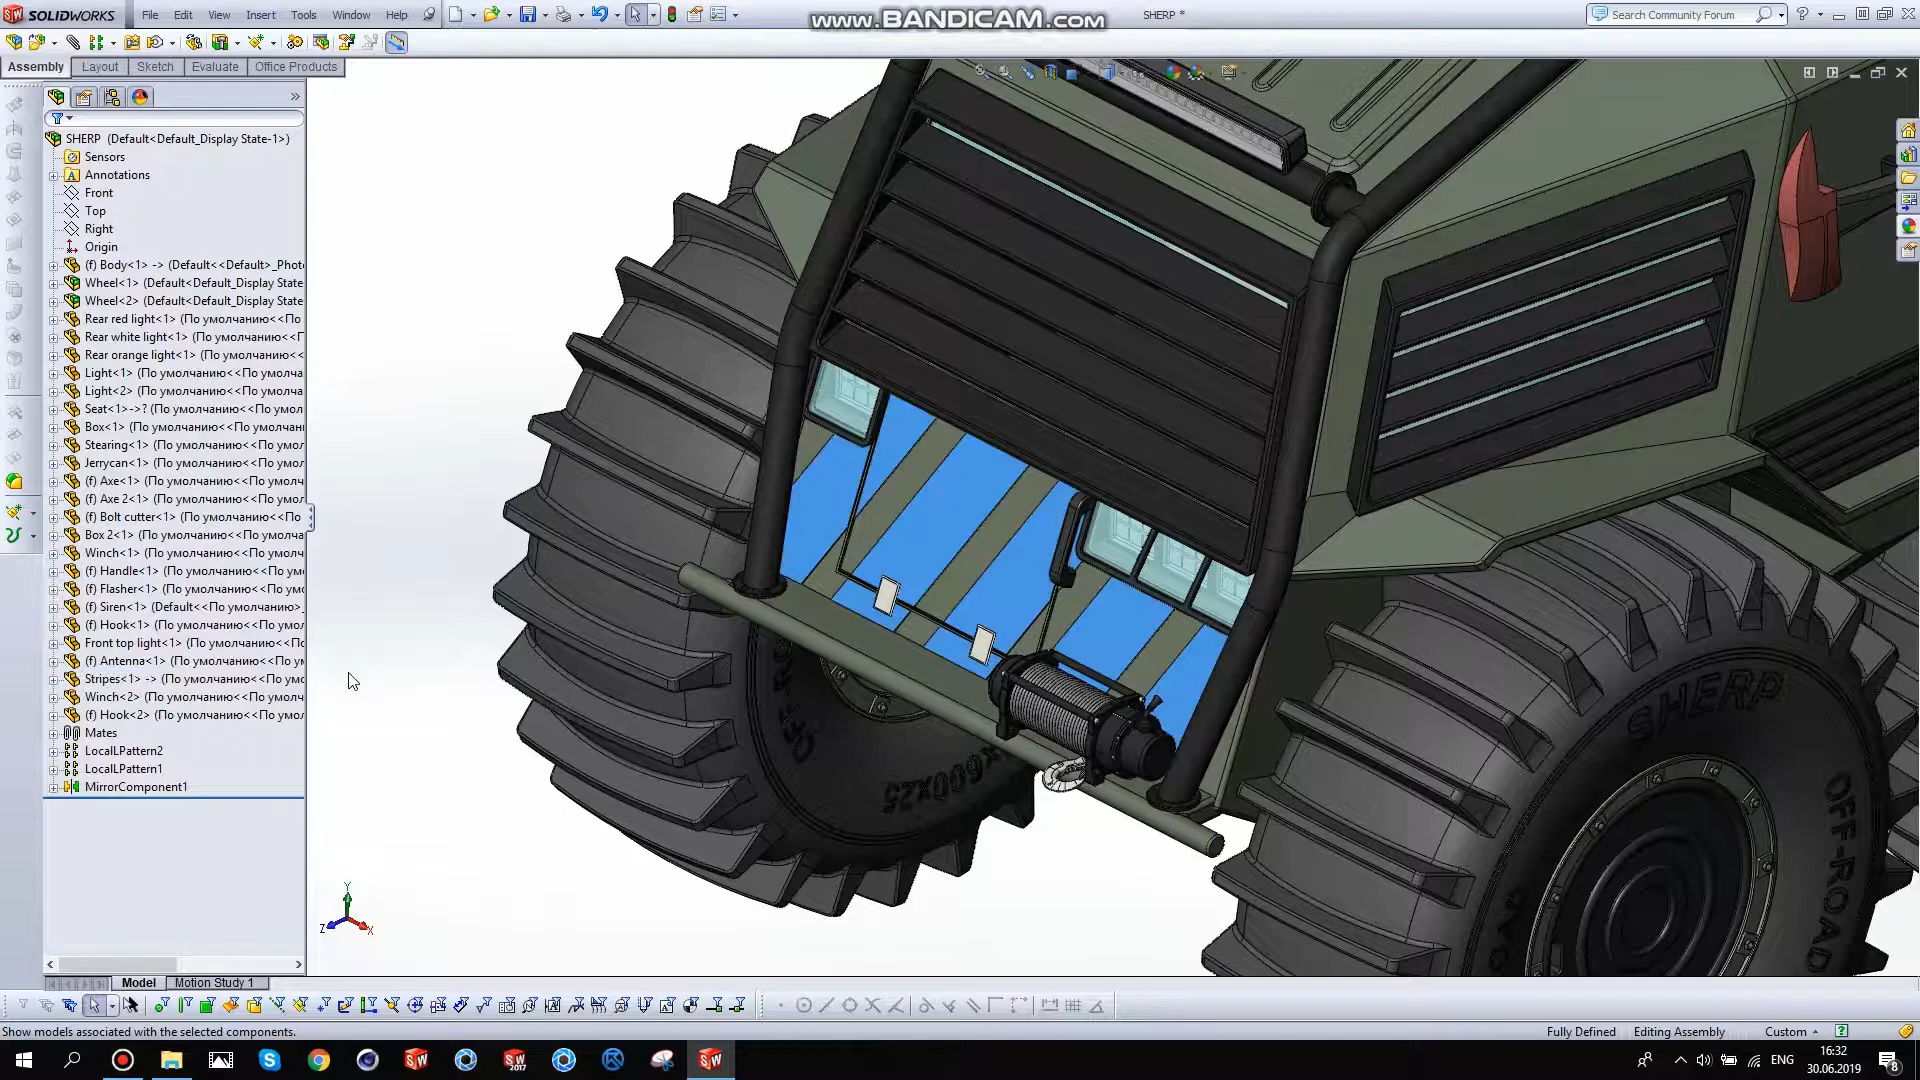 SOLIDWORKS
File Edit View Insert Tools Window Help
www.BANDICAM.com
SHERP *
Search Community Forum
Assembly Layout Sketch Evaluate Office Products
SHERP (Default<Default_Display State-1>)
Sensors
Annotations
Front
Top
Right
Origin
(f) Body<1> -> (Default<<Default>_Phot
Wheel<1> (Default<Default_Display State
Wheel<2> (Default<Default_Display State
Rear red light<1> (По умолчанию<<По
Rear white light<1> (По умолчанию<<П
Rear orange light<1> (По умолчанию<<
Light<1> (По умолчанию<<По умолча
Light<2> (По умолчанию<<По умолча
Seat<1>->? (По умолчанию<<По умол
Box<1> (По умолчанию<<По умолчан
Stearing<1> (По умолчанию<<По умол
Jerrycan<1> (По умолчанию<<По умол
(f) Axe<1> (По умолчанию<<По умолч
(f) Axe 2<1> (По умолчанию<<По умол
(f) Bolt cutter<1> (По умолчанию<<По
Box 2<1> (По умолчанию<<По умолча
Winch<1> (По умолчанию<<По умолч
(f) Handle<1> (По умолчанию<<По ум
(f) Flasher<1> (По умолчанию<<По ум
(f) Siren<1> (Default<<По умолчанию>
(f) Hook<1> (По умолчанию<<По умол
Front top light<1> (По умолчанию<<По
(f) Antenna<1> (По умолчанию<<По ум
Stripes<1> -> (По умолчанию<<По умо
Winch<2> (По умолчанию<<По умолч
(f) Hook<2> (По умолчанию<<По умол
Mates
LocalLPattern2
LocalLPattern1
MirrorComponent1
SHERP
OFF-ROAD
x600X25
Y
Z
X
Model Motion Study 1
Show models associated with the selected components.
Fully Defined Editing Assembly Custom
ENG
16:32
30.06.2019
8
2017